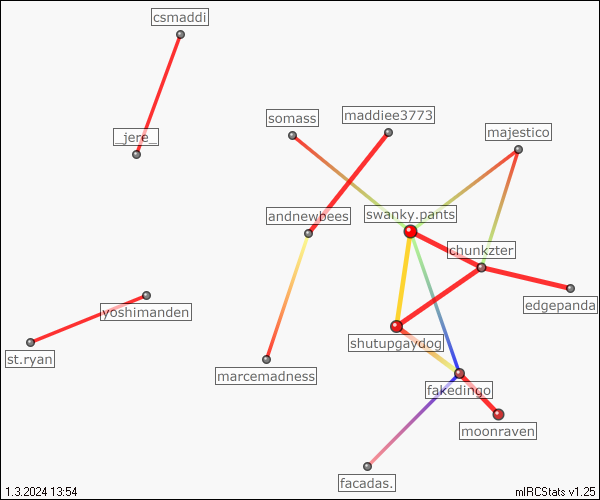 csmaddi
_jere_
somass
maddiee3773
majestico
andnewbees
swanky.pants
chunkzter
edgepanda
yoshimanden
st.ryan
shutupgaydog
marcemadness
fakedingo
moonraven
facadas.
1.3.2024 13:54
mIRCStats v1.25